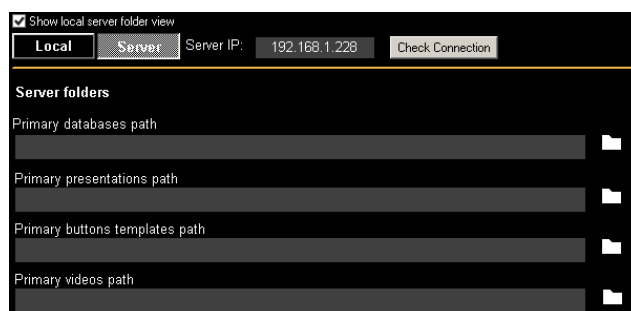 Show local server folder view
Local Server Server IP: 192.168.1.228 Check Connection
Server folders
Primary databases path
Primary presentations path
Primary buttons templates path
Primary videos path